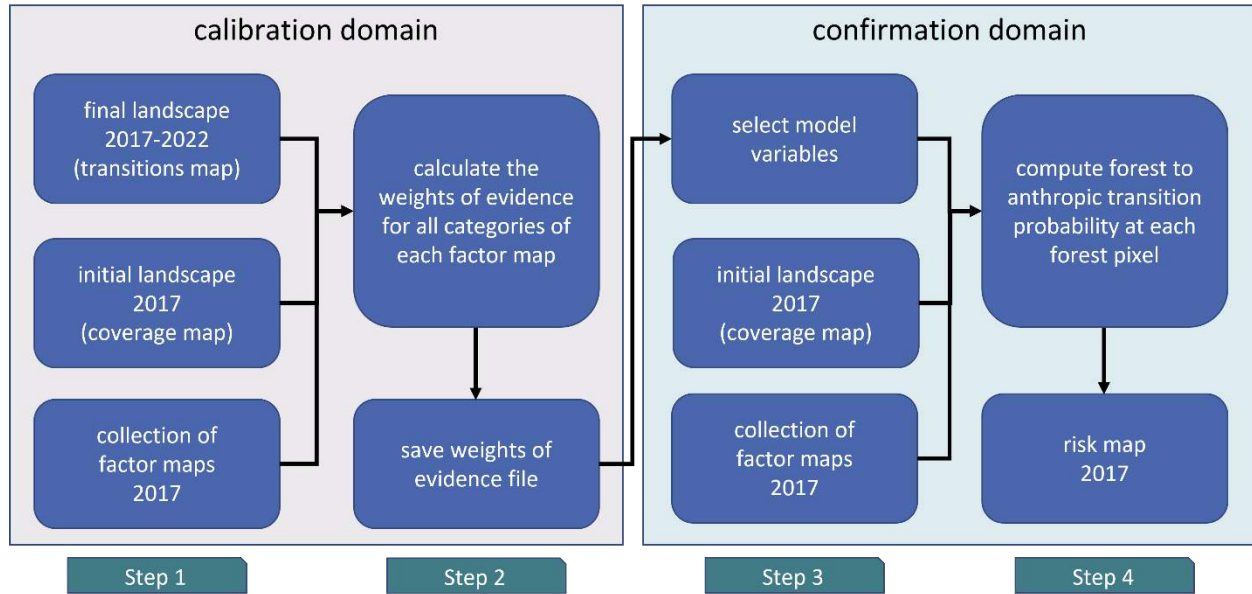 calibration domain
final landscape
2017-2022
(transitions map)
initial landscape
2017
(coverage map)
collection of
factor maps
2017
calculate the
weights of evidence
for all categories of
each factor map
save weights of
evidence file
confirmation domain
select model
variables
initial landscape
2017
(coverage map)
collection of
factor maps
2017
compute forest to
anthropic transition
probability at each
forest pixel
risk map
2017
Step 1
Step 2
Step 3
Step 4